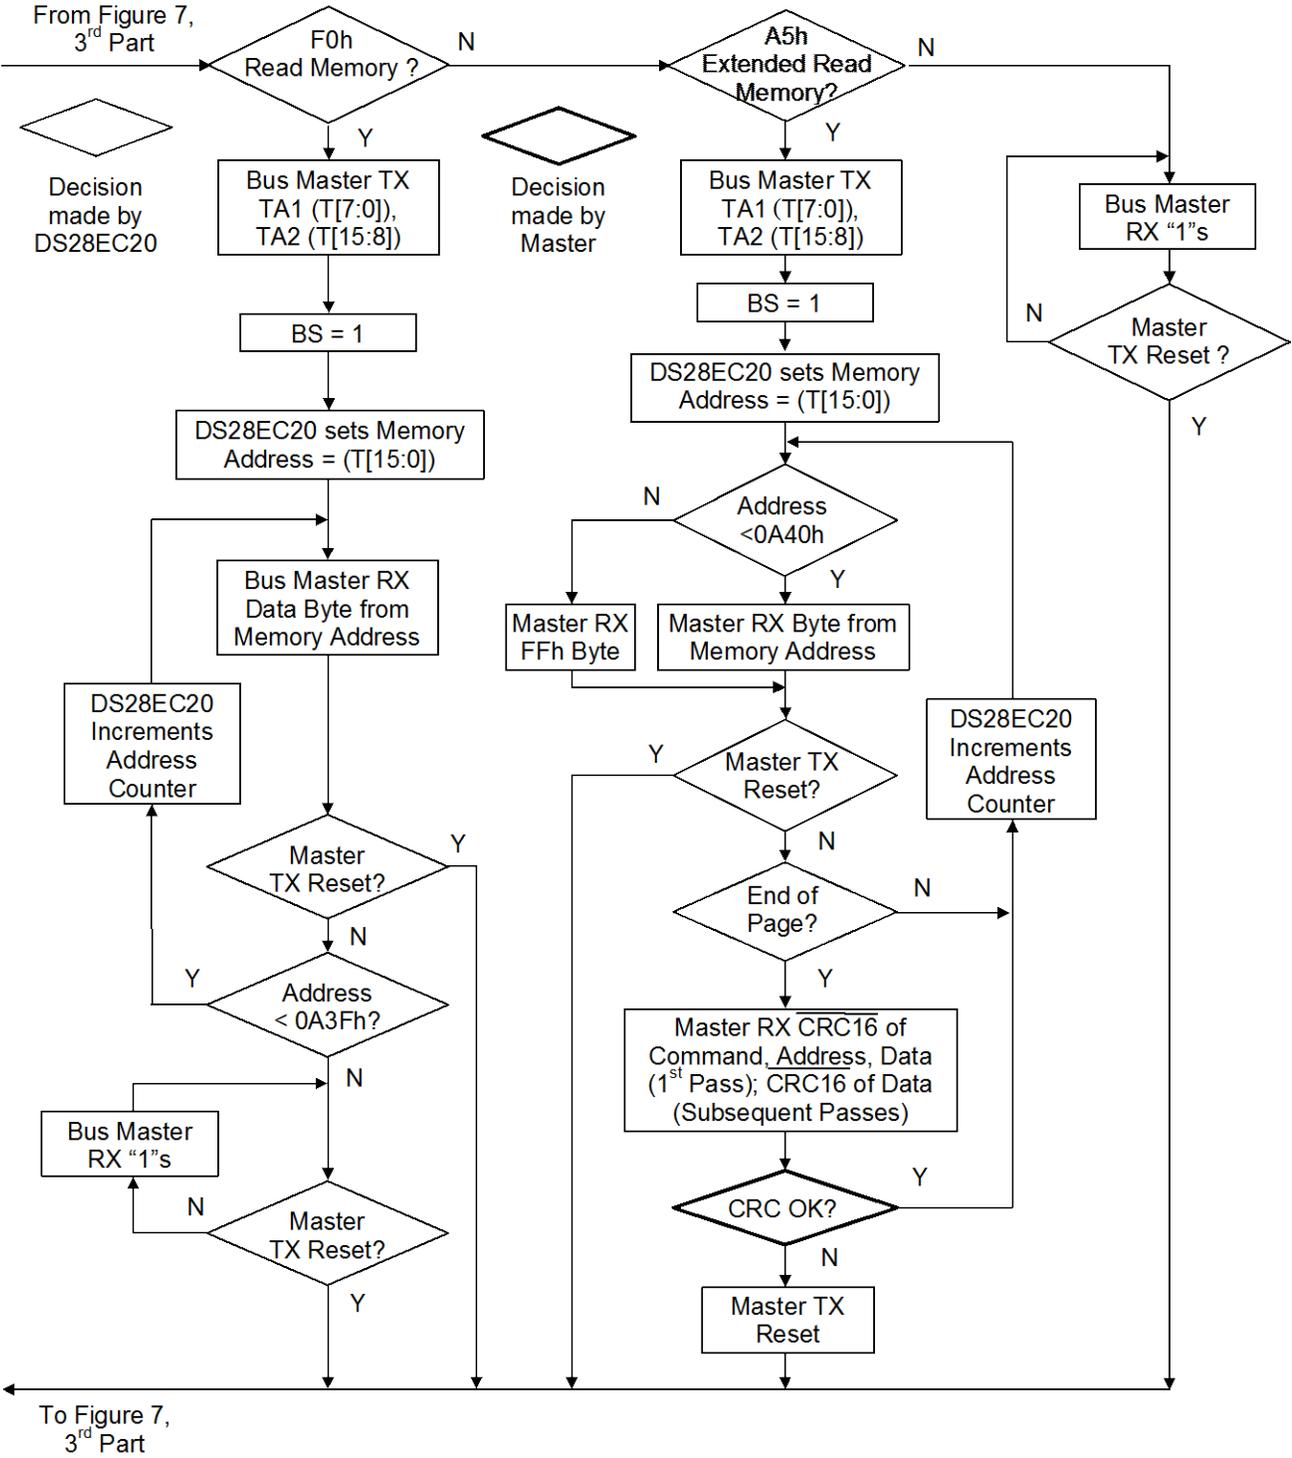 From Figure 7,
3rd Part
F0h
Read Memory ?
N
Y
A5h
Extended Read
Memory?
N
Y
Decision
made by
DS28EC20
Decision
made by
Master
Bus Master TX
TA1 (T[7:0]),
TA2 (T[15:8])
BS = 1
DS28EC20 sets Memory
Address = (T[15:0])
Bus Master RX
Data Byte from
Memory Address
DS28EC20
Increments
Address
Counter
Master
TX Reset?
Y
N
Address
< 0A3Fh?
Y
N
Bus Master
RX “1”s
N
Master
TX Reset?
Y
Bus Master TX
TA1 (T[7:0]),
TA2 (T[15:8])
BS = 1
DS28EC20 sets Memory
Address = (T[15:0])
N
Address
<0A40h
Y
Master RX
FFh Byte
Master RX Byte from
Memory Address
Y
Master TX
Reset?
N
End of
Page?
N
Y
DS28EC20
Increments
Address
Counter
Master RX CRC16 of
Command, Address, Data
(1st Pass); CRC16 of Data
(Subsequent Passes)
CRC OK?
Y
N
Master TX
Reset
Bus Master
RX “1”s
N
Master
TX Reset ?
Y
To Figure 7,
3rd Part